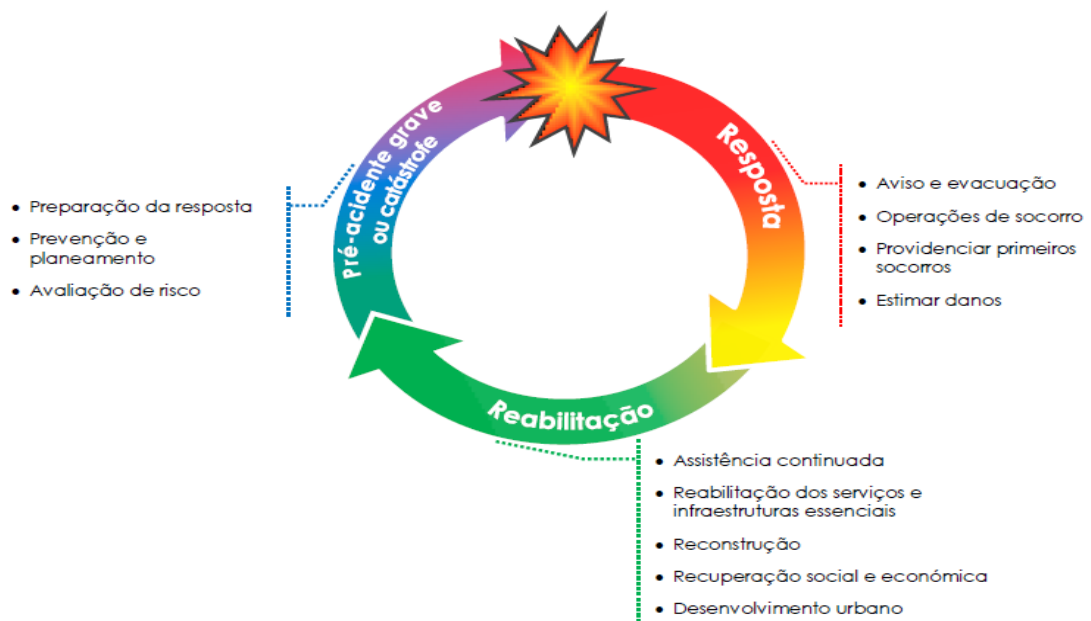 Pré-acidente grave
ou catástrofe
• Preparação da resposta
• Prevenção e
planeamento
• Avaliação de risco
Resposta
• Aviso e evacuação
• Operações de socorro
• Providenciar primeiros
socorros
• Estimar danos
Reabilitação
• Assistência continuada
• Reabilitação dos serviços e
infraestruturas essenciais
• Reconstrução
• Recuperação social e económica
• Desenvolvimento urbano